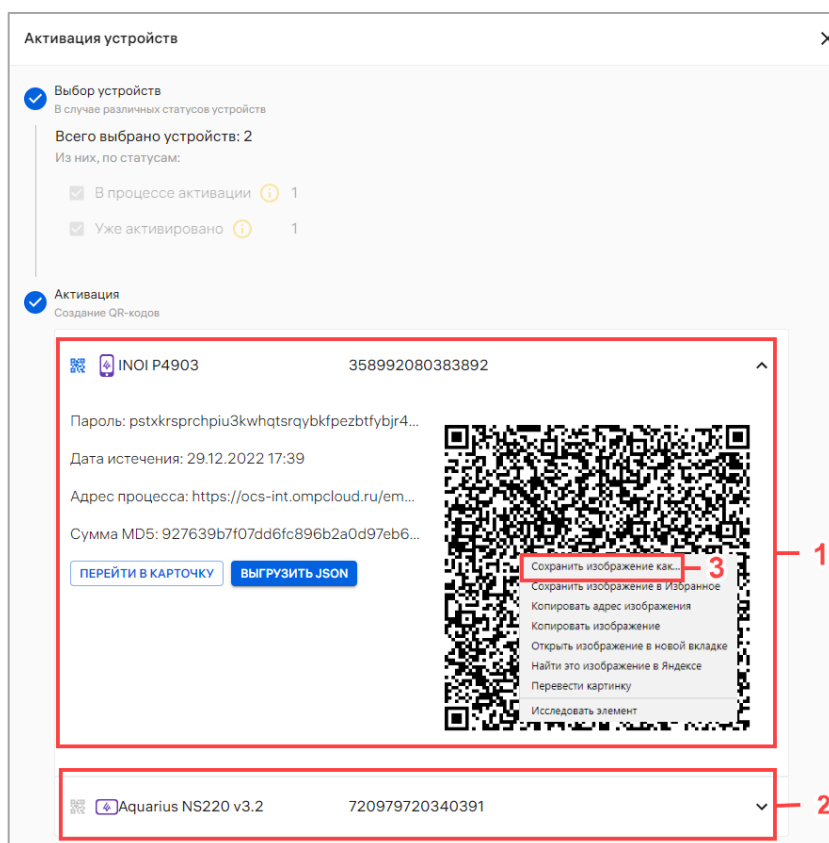 Активация устройств
Выбор устройств
В случае различных статусов устройств
Всего выбрано устройств: 2
Из них, по статусам:
В процессе активации 1
Уже активировано 1
Активация
Создание QR-кодов
INOI P4903 358992080383892
Пароль: pstxkrsprchpiu3kwhqtsrqybkfpezbtfybjr4...
Дата истечения: 29.12.2022 17:39
Адрес процесса: https://ocs-int.ompcloud.ru/em...
Сумма MD5: 927639b7f07dd6fc896b2a0d97eb6...
ПЕРЕЙТИ В КАРТОЧКУ ВЫГРУЗИТЬ JSON
Сохранить изображение как...
Сохранить изображение в Избранное
Копировать адрес изображения
Копировать изображение
Открыть изображение в новой вкладке
Найти это изображение в Яндексе
Перевести картинку
Исследовать элемент
3
1
Aquarius NS220 v3.2 720979720340391
2